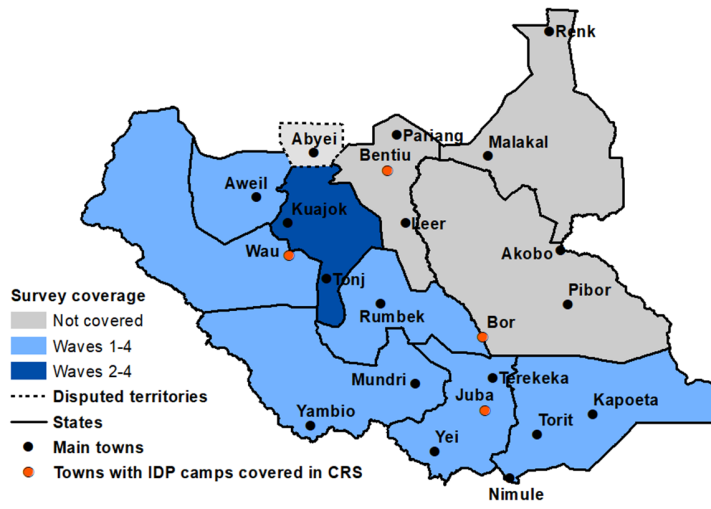 Renk
Pariang
Abyei
Malakal
Bentiu
Aweil
Kuajok
Leer
Akobo
Wau
Tonj
Pibor
Rumbek
Bor
Survey coverage
Not covered
Waves 1-4
Waves 2-4
Disputed territories
States
Main towns
Towns with IDP camps covered in CRS
Mundri
Terekeka
Juba
Kapoeta
Yambio
Torit
Yei
Nimule